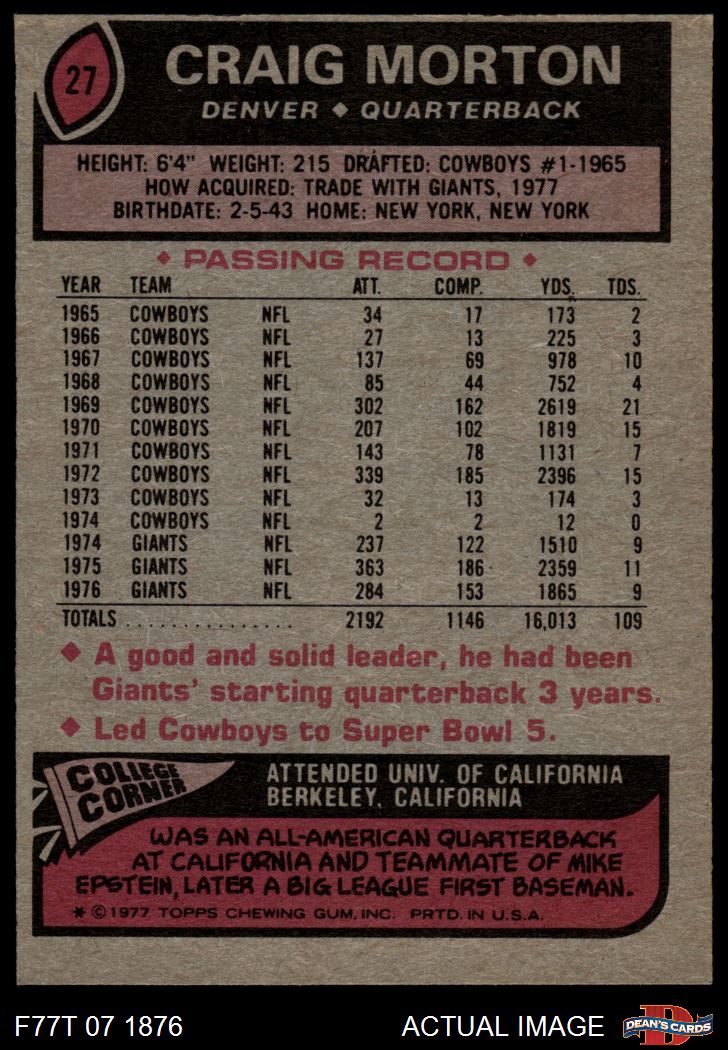 27
CRAIG MORTON
DENVER ♦ QUARTERBACK
HEIGHT: 6'4" WEIGHT: 215 DRAFTED: COWBOYS #1-1965
HOW ACQUIRED: TRADE WITH GIANTS, 1977
BIRTHDATE: 2-5-43 HOME: NEW YORK, NEW YORK
♦ PASSING RECORD ♦
YEAR TEAM ATT. COMP. YDS. TDS.
1965 COWBOYS NFL 34 17 173 2
1966 COWBOYS NFL 27 13 225 3
1967 COWBOYS NFL 137 69 978 10
1968 COWBOYS NFL 85 44 752 4
1969 COWBOYS NFL 302 162 2619 21
1970 COWBOYS NFL 207 102 1819 15
1971 COWBOYS NFL 143 78 1131 7
1972 COWBOYS NFL 339 185 2396 15
1973 COWBOYS NFL 32 13 174 3
1974 COWBOYS NFL 2 2 12 0
1974 GIANTS NFL 237 122 1510 9
1975 GIANTS NFL 363 186 2359 11
1976 GIANTS NFL 284 153 1865 9
TOTALS . . . . . . . . . . . . . . . 2192 1146 16,013 109
♦ A good and solid leader, he had been
Giants' starting quarterback 3 years.
♦ Led Cowboys to Super Bowl 5.
COLLEGE
CORNER
ATTENDED UNIV. OF CALIFORNIA
BERKELEY, CALIFORNIA
WAS AN ALL-AMERICAN QUARTERBACK
AT CALIFORNIA AND TEAMMATE OF MIKE
EPSTEIN, LATER A BIG LEAGUE FIRST BASEMAN.
* © 1977 TOPPS CHEWING GUM, INC. PRTD. IN U.S.A.
F77T 07 1876
ACTUAL IMAGE
D
DEAN'S CARDS